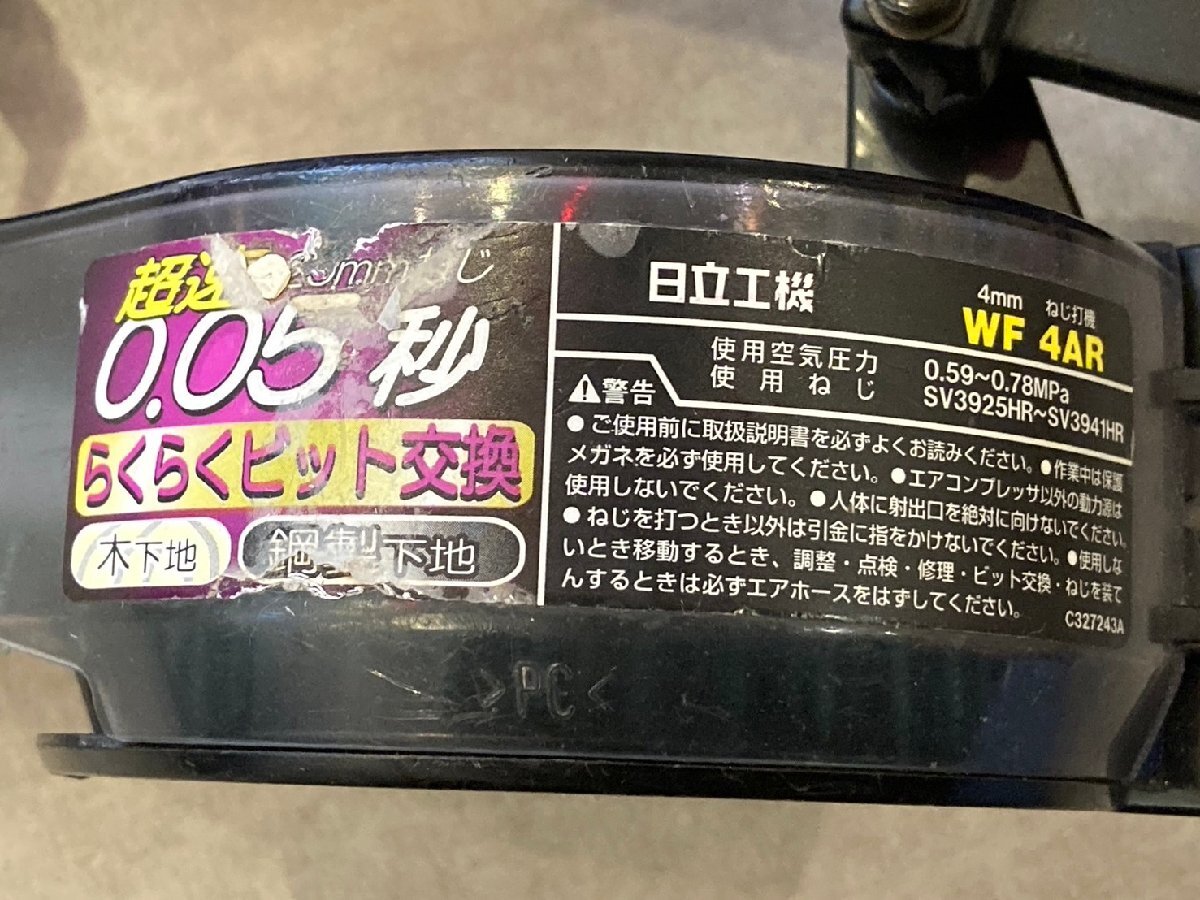 超速 mmねじ
0.05秒
らくらくビット交換
木下地 鋼製下地
日立工機
4mm ねじ打機
WF 4AR
使用空気圧力 0.59~0.78MPa
使用ねじ SV3925HR~SV3941HR
⚠警告
●ご使用前に取扱説明書を必ずよくお読みください。●作業中は保護
メガネを必ず使用してください。●エアコンプレッサ以外の動力源は
使用しないでください。●人体に射出口を絶対に向けないでください。
●ねじを打つとき以外は引金に指をかけないでください。●使用しな
いとき移動するとき、調整・点検・修理・ビット交換・ねじを装て
んするときは必ずエアホースをはずしてください。
C327243A
>PC<